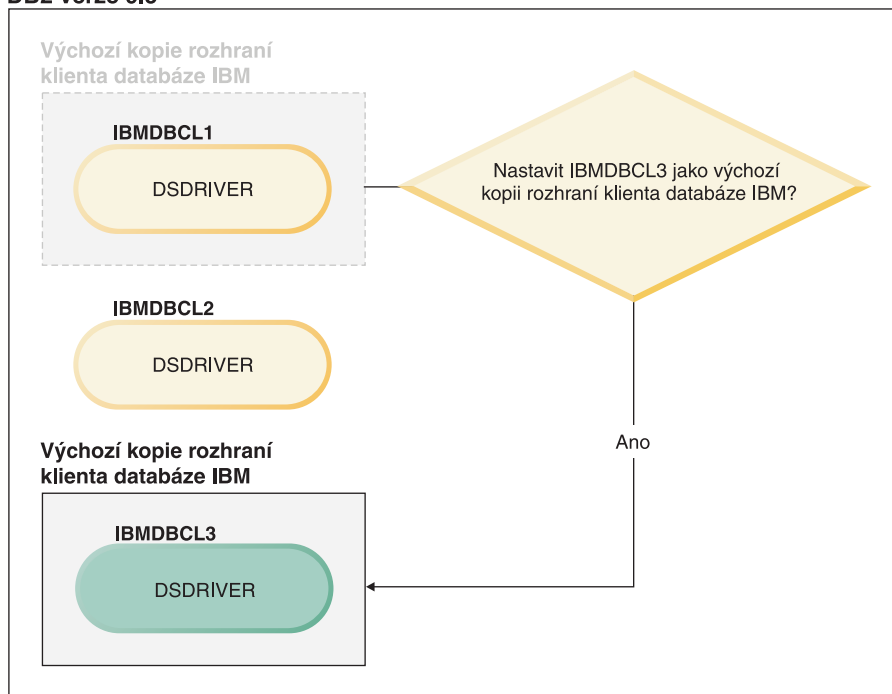 Výchozí kopie rozhraní
klienta databáze IBM
IBMDBCL1
DSDRIVER
Nastavit IBMDBCL3 jako výchozí
kopii rozhraní klienta databáze IBM?
IBMDBCL2
DSDRIVER
Ano
Výchozí kopie rozhraní
klienta databáze IBM
IBMDBCL3
DSDRIVER